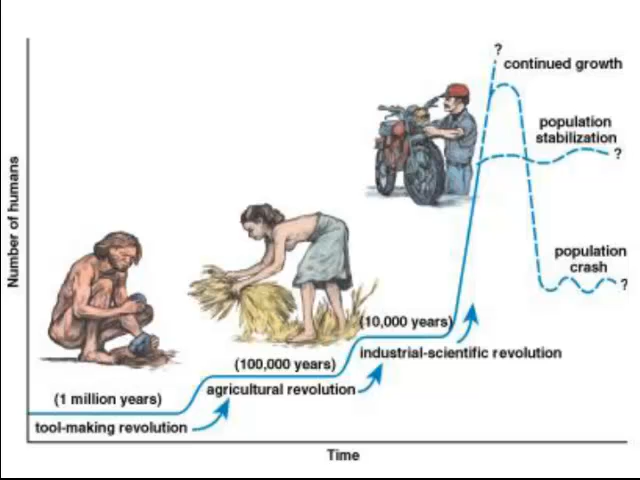 ?
continued growth
population
stabilization
?
population
crash
?
Number of humans
(10,000 years)
industrial-scientific revolution
(100,000 years)
agricultural revolution
(1 million years)
tool-making revolution
Time